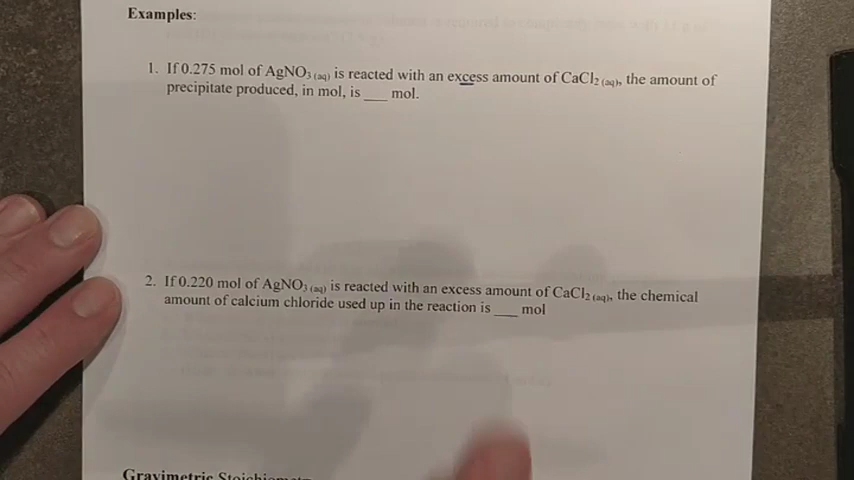 Examples:
1. If 0.275 mol of AgNO₃ (aq) is reacted with an excess amount of CaCl₂ (aq), the amount of
precipitate produced, in mol, is ___ mol.
2. If 0.220 mol of AgNO₃ (aq) is reacted with an excess amount of CaCl₂ (aq), the chemical
amount of calcium chloride used up in the reaction is ___ mol
Gravimetric